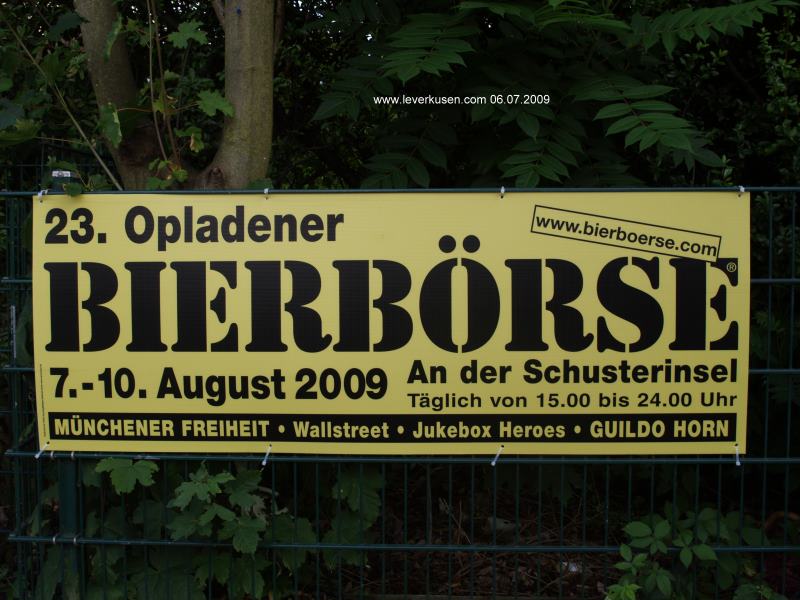 www.leverkusen.com 06.07.2009
23. Opladener
www.bierboerse.com
BIERBÖRSE®
7.-10. August 2009
An der Schusterinsel
Täglich von 15.00 bis 24.00 Uhr
MÜNCHENER FREIHEIT • Wallstreet • Jukebox Heroes • GUILDO HORN